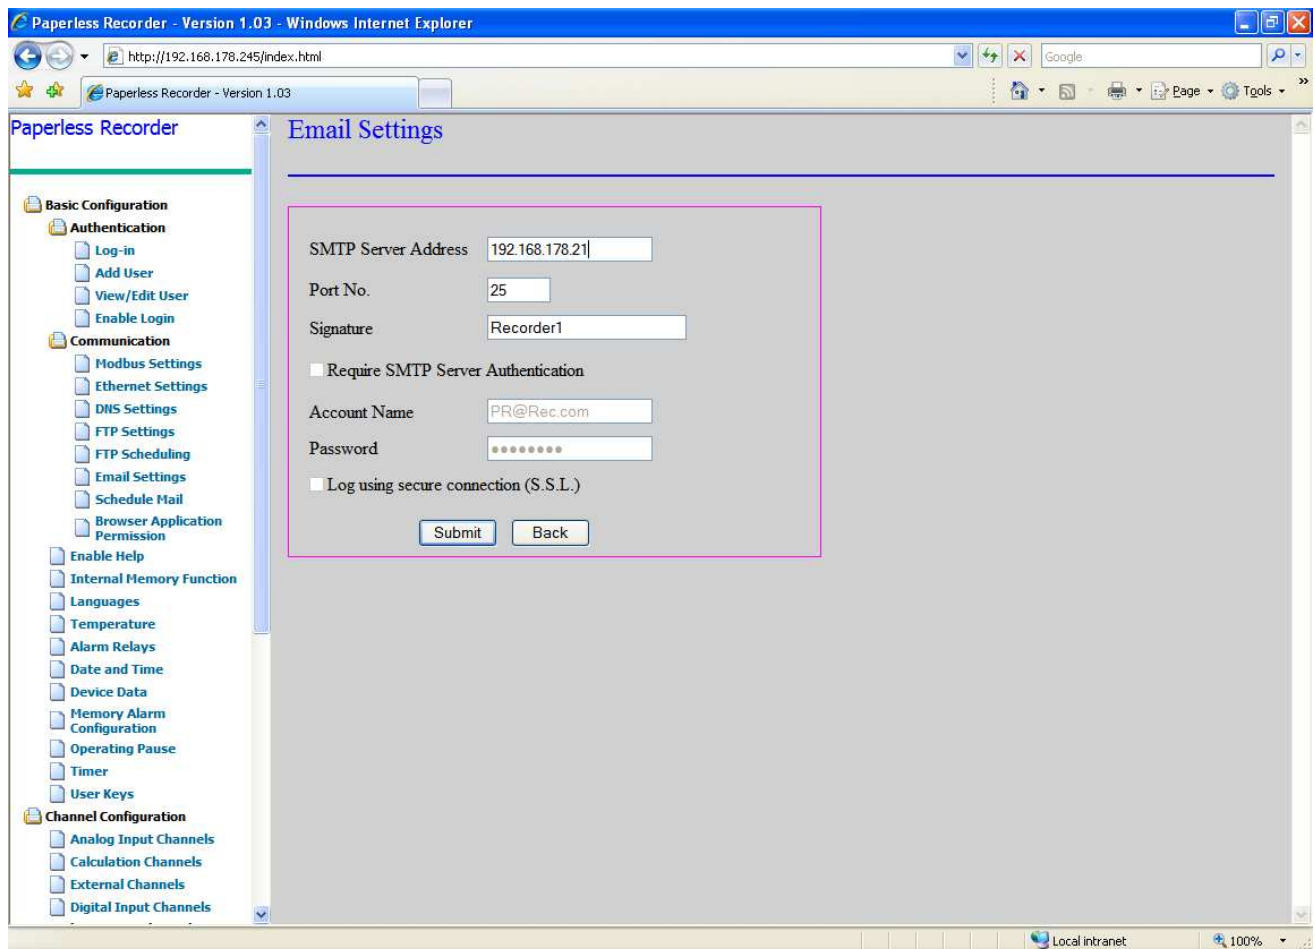 Paperless Recorder - Version 1.03 - Windows Internet Explorer
http://192.168.178.245/index.html
Google
Paperless Recorder - Version 1.03
Page
Tools
Paperless Recorder
Basic Configuration
Authentication
Log-in
Add User
View/Edit User
Enable Login
Communication
Modbus Settings
Ethernet Settings
DNS Settings
FTP Settings
FTP Scheduling
Email Settings
Schedule Mail
Browser Application
Permission
Enable Help
Internal Memory Function
Languages
Temperature
Alarm Relays
Date and Time
Device Data
Memory Alarm
Configuration
Operating Pause
Timer
User Keys
Channel Configuration
Analog Input Channels
Calculation Channels
External Channels
Digital Input Channels
Email Settings
SMTP Server Address 192.168.178.21
Port No. 25
Signature Recorder1
Require SMTP Server Authentication
Account Name PR@Rec.com
Password ●●●●●●●●
Log using secure connection (S.S.L.)
Submit Back
Local intranet 100%